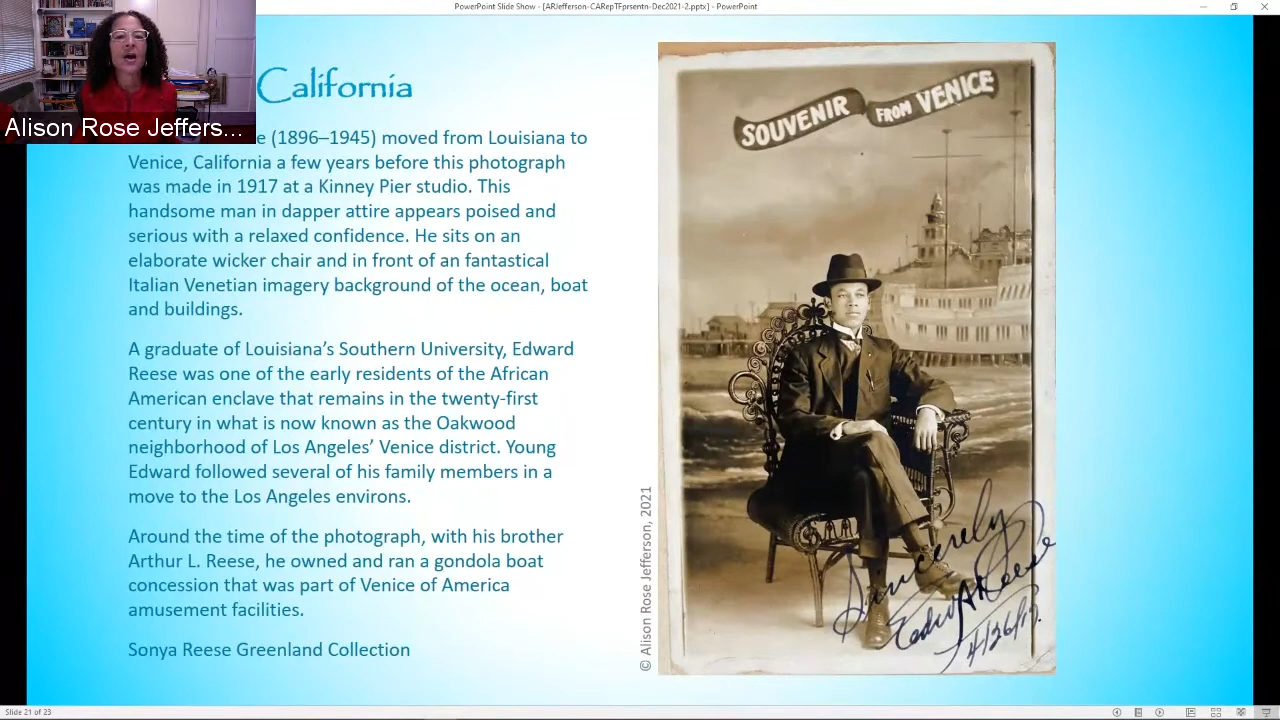 PowerPoint Slide Show - [ARJefferson-CARepTFprsentn-Dec2021-2.pptx] - PowerPoint
California
Alison Rose Jeffers...
e (1896–1945) moved from Louisiana to
Venice, California a few years before this photograph
was made in 1917 at a Kinney Pier studio. This
handsome man in dapper attire appears poised and
serious with a relaxed confidence. He sits on an
elaborate wicker chair and in front of an fantastical
Italian Venetian imagery background of the ocean, boat
and buildings.
A graduate of Louisiana’s Southern University, Edward
Reese was one of the early residents of the African
American enclave that remains in the twenty-first
century in what is now known as the Oakwood
neighborhood of Los Angeles’ Venice district. Young
Edward followed several of his family members in a
move to the Los Angeles environs.
Around the time of the photograph, with his brother
Arthur L. Reese, he owned and ran a gondola boat
concession that was part of Venice of America
amusement facilities.
Sonya Reese Greenland Collection
© Alison Rose Jefferson, 2021
SOUVENIR FROM VENICE
Sincerely
Edw A Reese
Slide 21 of 23